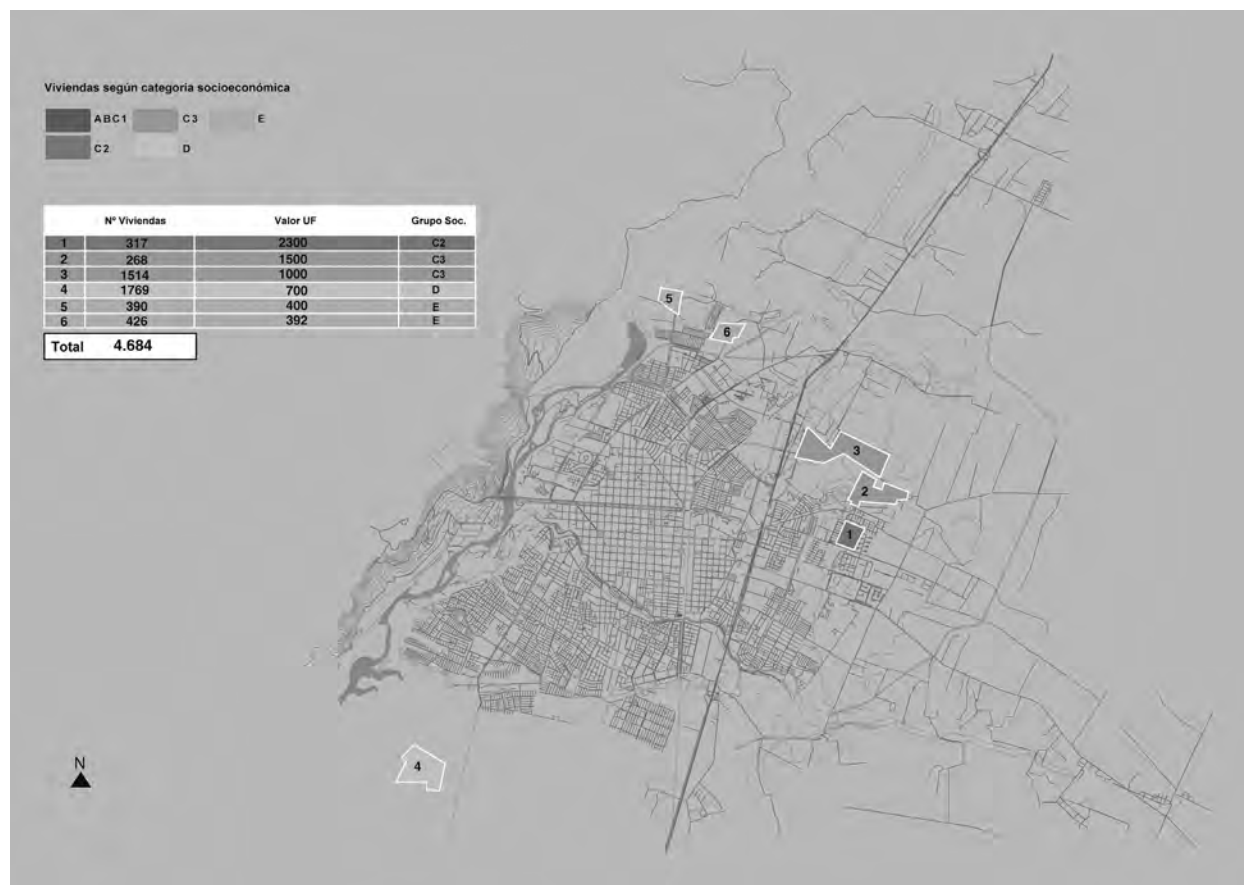 Viviendas según categoria socioeconómica
ABC1 C3 E
C2 D
Nº Viviendas Valor UF Grupo Soc.
1 317 2300 C2
2 268 1500 C3
3 1514 1000 C3
4 1769 700 D
5 390 400 E
6 426 392 E
Total 4.684
5
6
3
2
1
4
N